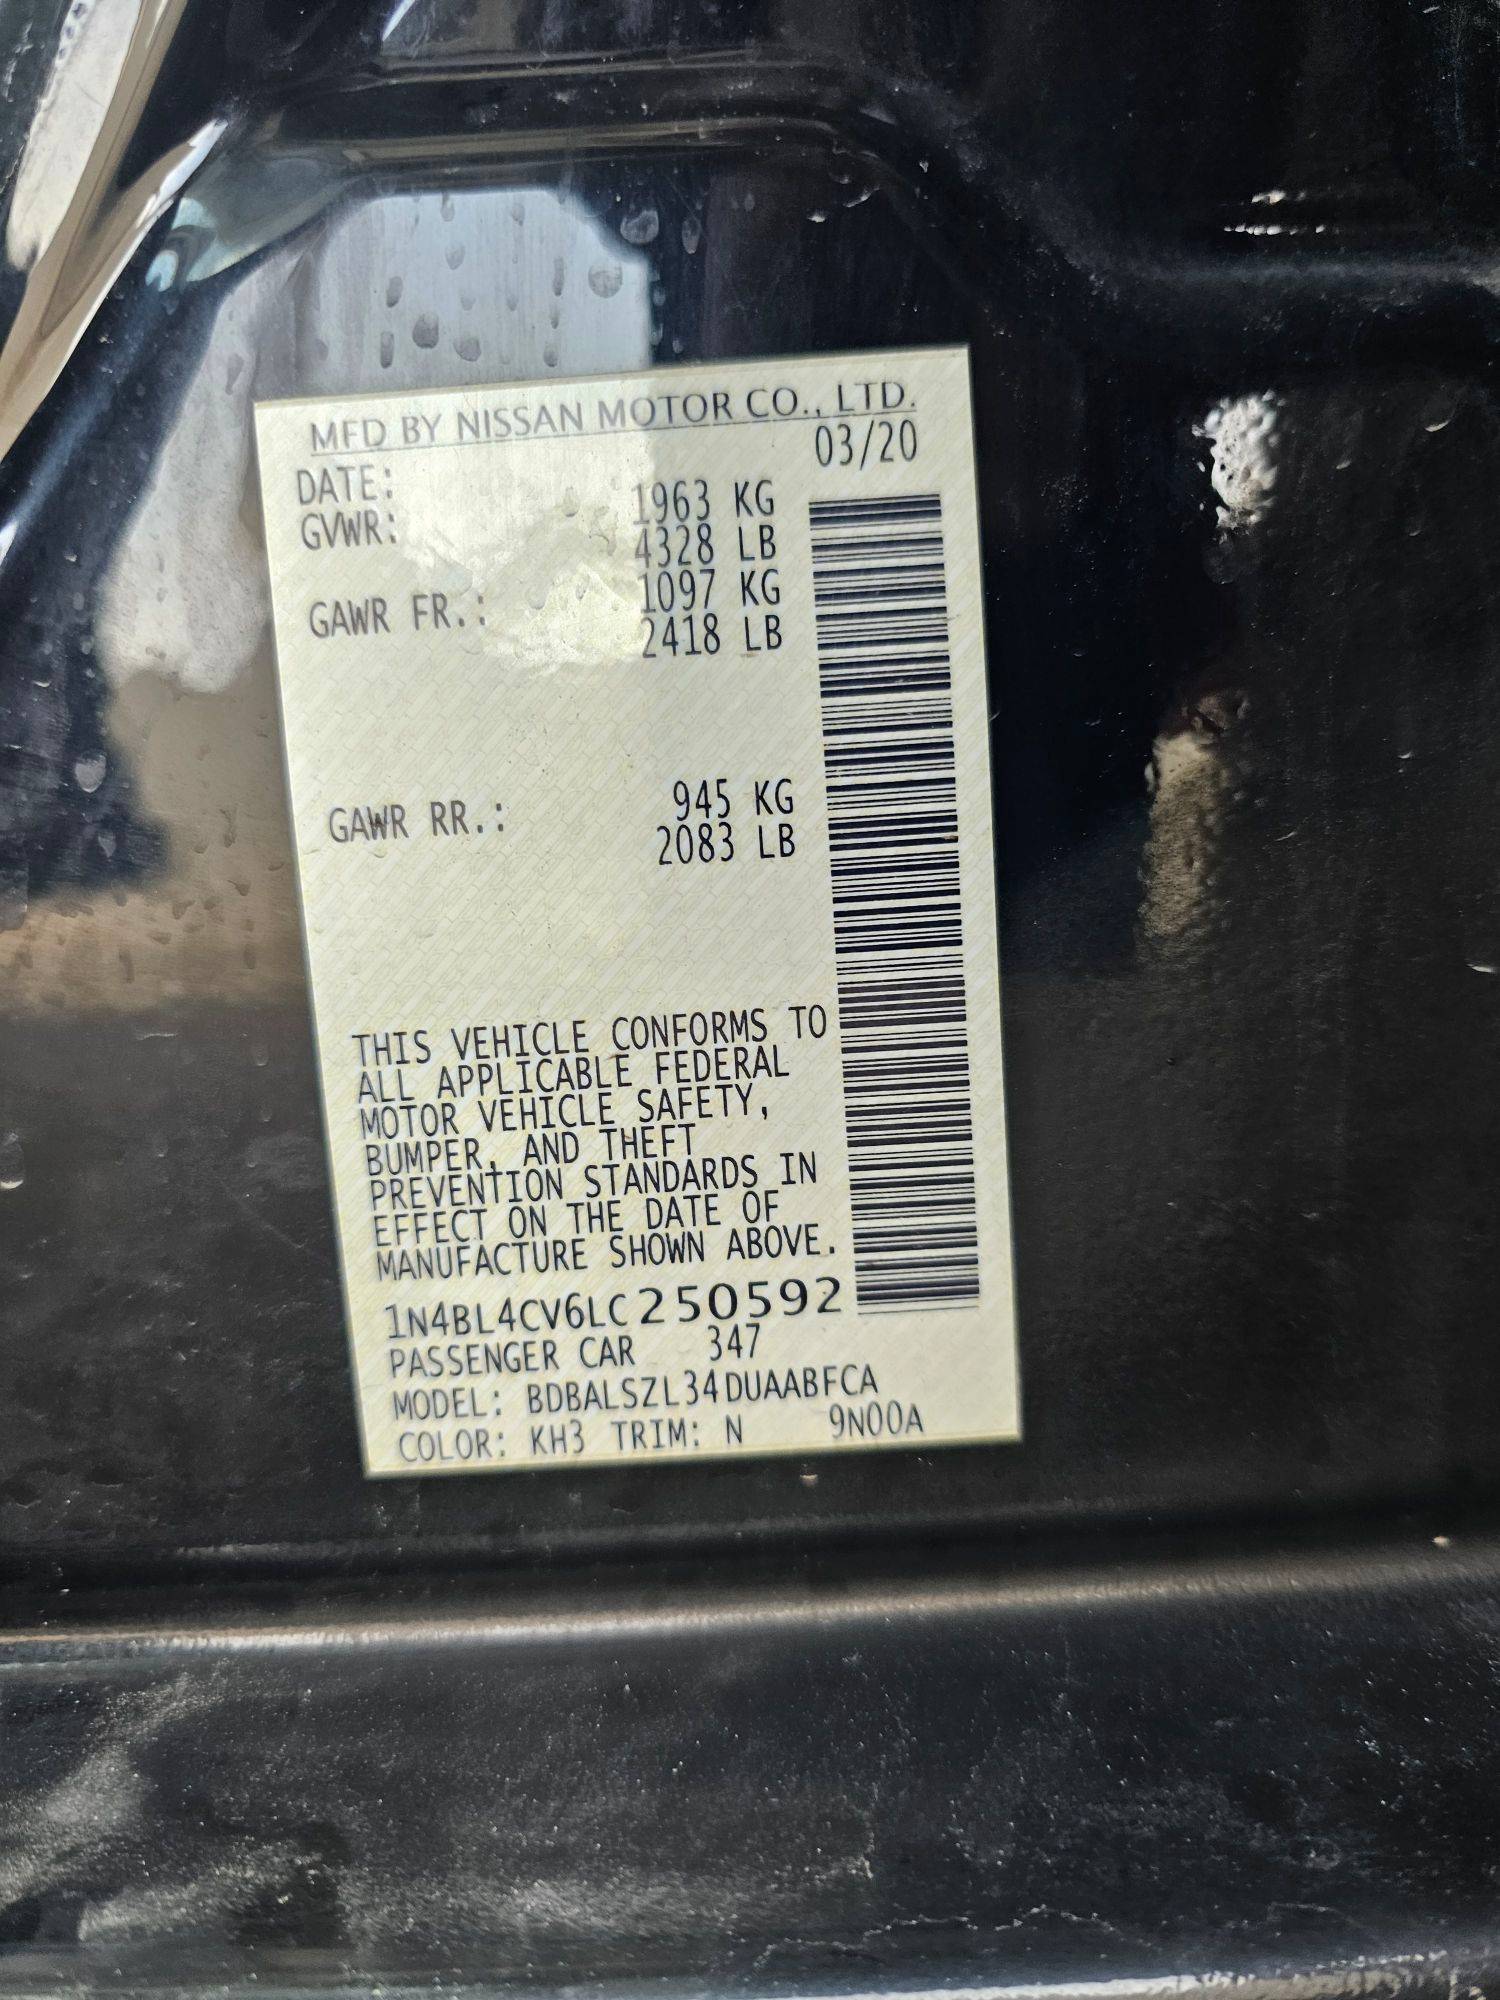 MFD BY NISSAN MOTOR CO., LTD.
DATE: 03/20
GVWR: 1963 KG
4328 LB
GAWR FR.: 1097 KG
2418 LB
GAWR RR.: 945 KG
2083 LB
THIS VEHICLE CONFORMS TO
ALL APPLICABLE FEDERAL
MOTOR VEHICLE SAFETY,
BUMPER, AND THEFT
PREVENTION STANDARDS IN
EFFECT ON THE DATE OF
MANUFACTURE SHOWN ABOVE.
1N4BL4CV6LC250592
PASSENGER CAR 347
MODEL: BDBALSZL34DUAABFCA
COLOR: KH3 TRIM: N 9N00A